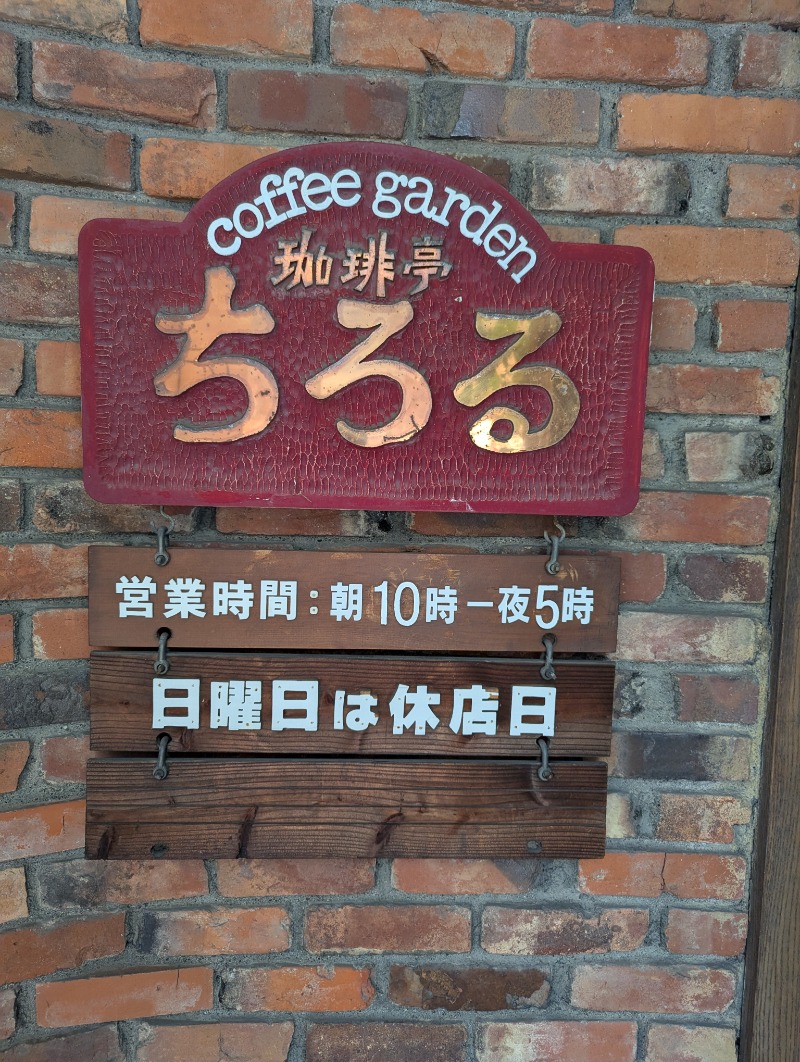 coffee garden
珈琲亭
ちろる
営業時間:朝10時ー夜5時
日曜日は休店日